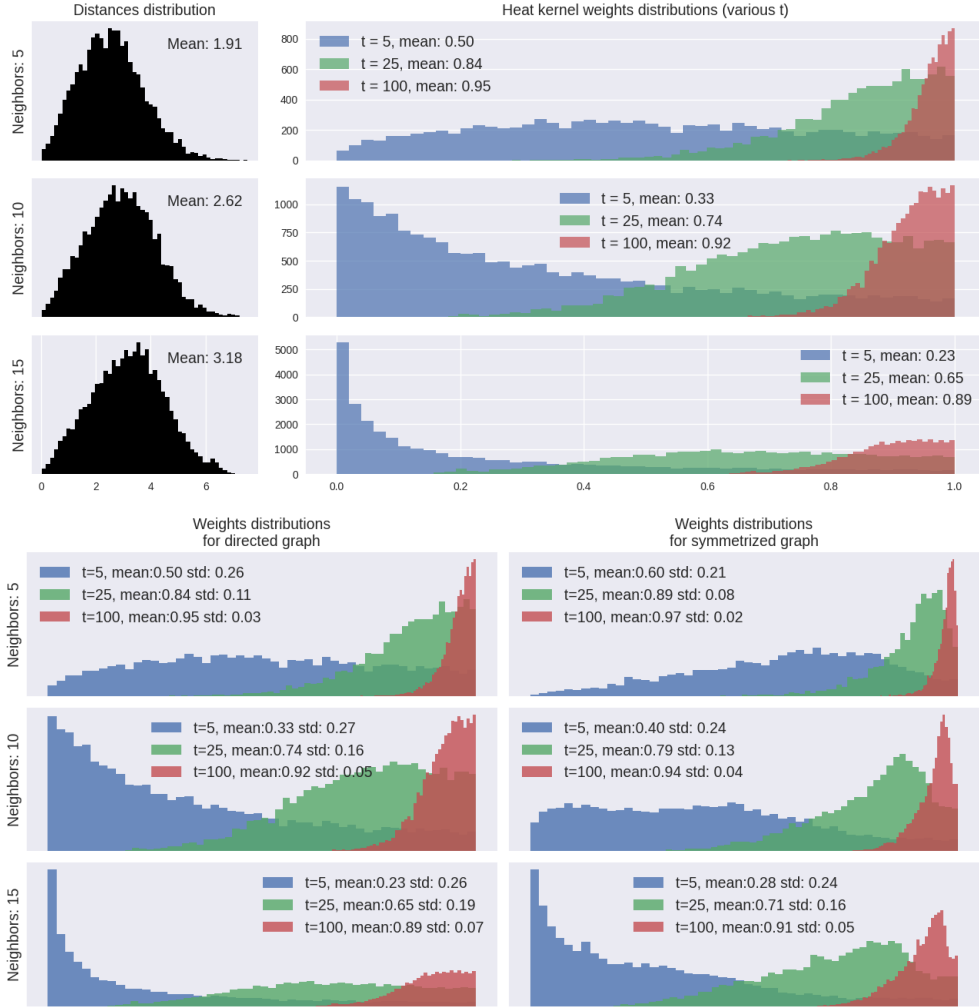 Distances distribution
Heat kernel weights distributions (various t)
Neighbors: 5
Mean: 1.91
800
600
400
200
0
t = 5, mean: 0.50
t = 25, mean: 0.84
t = 100, mean: 0.95
Neighbors: 10
Mean: 2.62
1000
750
500
250
0
t = 5, mean: 0.33
t = 25, mean: 0.74
t = 100, mean: 0.92
Neighbors: 15
Mean: 3.18
0 2 4 6
5000
4000
3000
2000
1000
0
t = 5, mean: 0.23
t = 25, mean: 0.65
t = 100, mean: 0.89
0.0 0.2 0.4 0.6 0.8 1.0
Weights distributions
for directed graph
Weights distributions
for symmetrized graph
Neighbors: 5
t=5, mean:0.50 std: 0.26
t=25, mean:0.84 std: 0.11
t=100, mean:0.95 std: 0.03
t=5, mean:0.60 std: 0.21
t=25, mean:0.89 std: 0.08
t=100, mean:0.97 std: 0.02
Neighbors: 10
t=5, mean:0.33 std: 0.27
t=25, mean:0.74 std: 0.16
t=100, mean:0.92 std: 0.05
t=5, mean:0.40 std: 0.24
t=25, mean:0.79 std: 0.13
t=100, mean:0.94 std: 0.04
Neighbors: 15
t=5, mean:0.23 std: 0.26
t=25, mean:0.65 std: 0.19
t=100, mean:0.89 std: 0.07
t=5, mean:0.28 std: 0.24
t=25, mean:0.71 std: 0.16
t=100, mean:0.91 std: 0.05